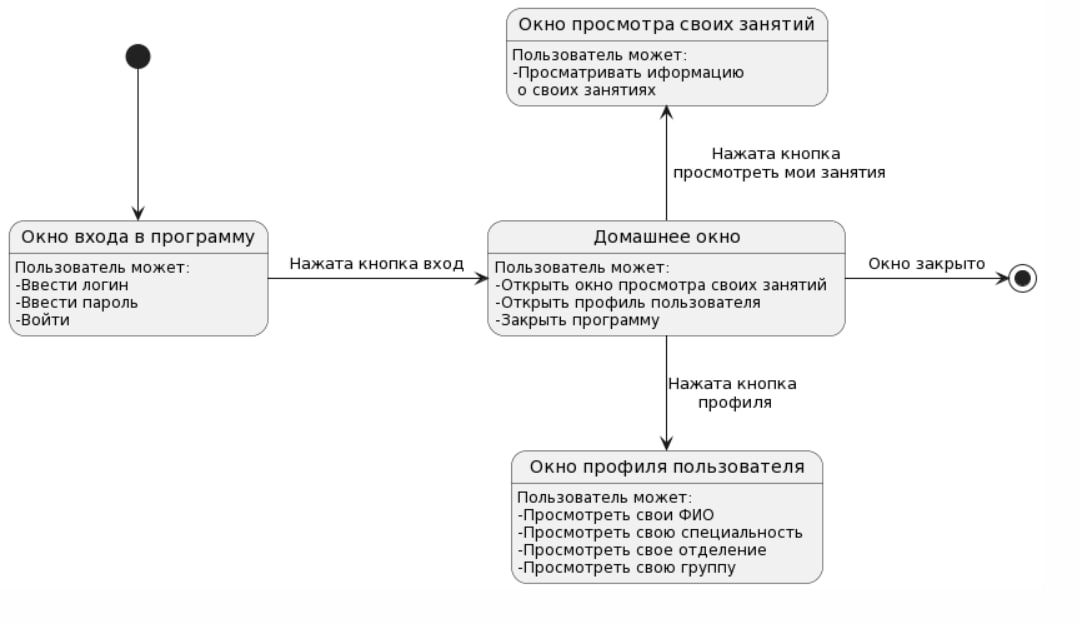 Окно просмотра своих занятий
Пользователь может:
-Просматривать иформацию
о своих занятиях
Нажата кнопка
просмотреть мои занятия
Окно входа в программу
Пользователь может:
-Ввести логин
-Ввести пароль
-Войти
Нажата кнопка вход
Домашнее окно
Пользователь может:
-Открыть окно просмотра своих занятий
-Открыть профиль пользователя
-Закрыть программу
Окно закрыто
Нажата кнопка
профиля
Окно профиля пользователя
Пользователь может:
-Просмотреть свои ФИО
-Просмотреть свою специальность
-Просмотреть свое отделение
-Просмотреть свою группу